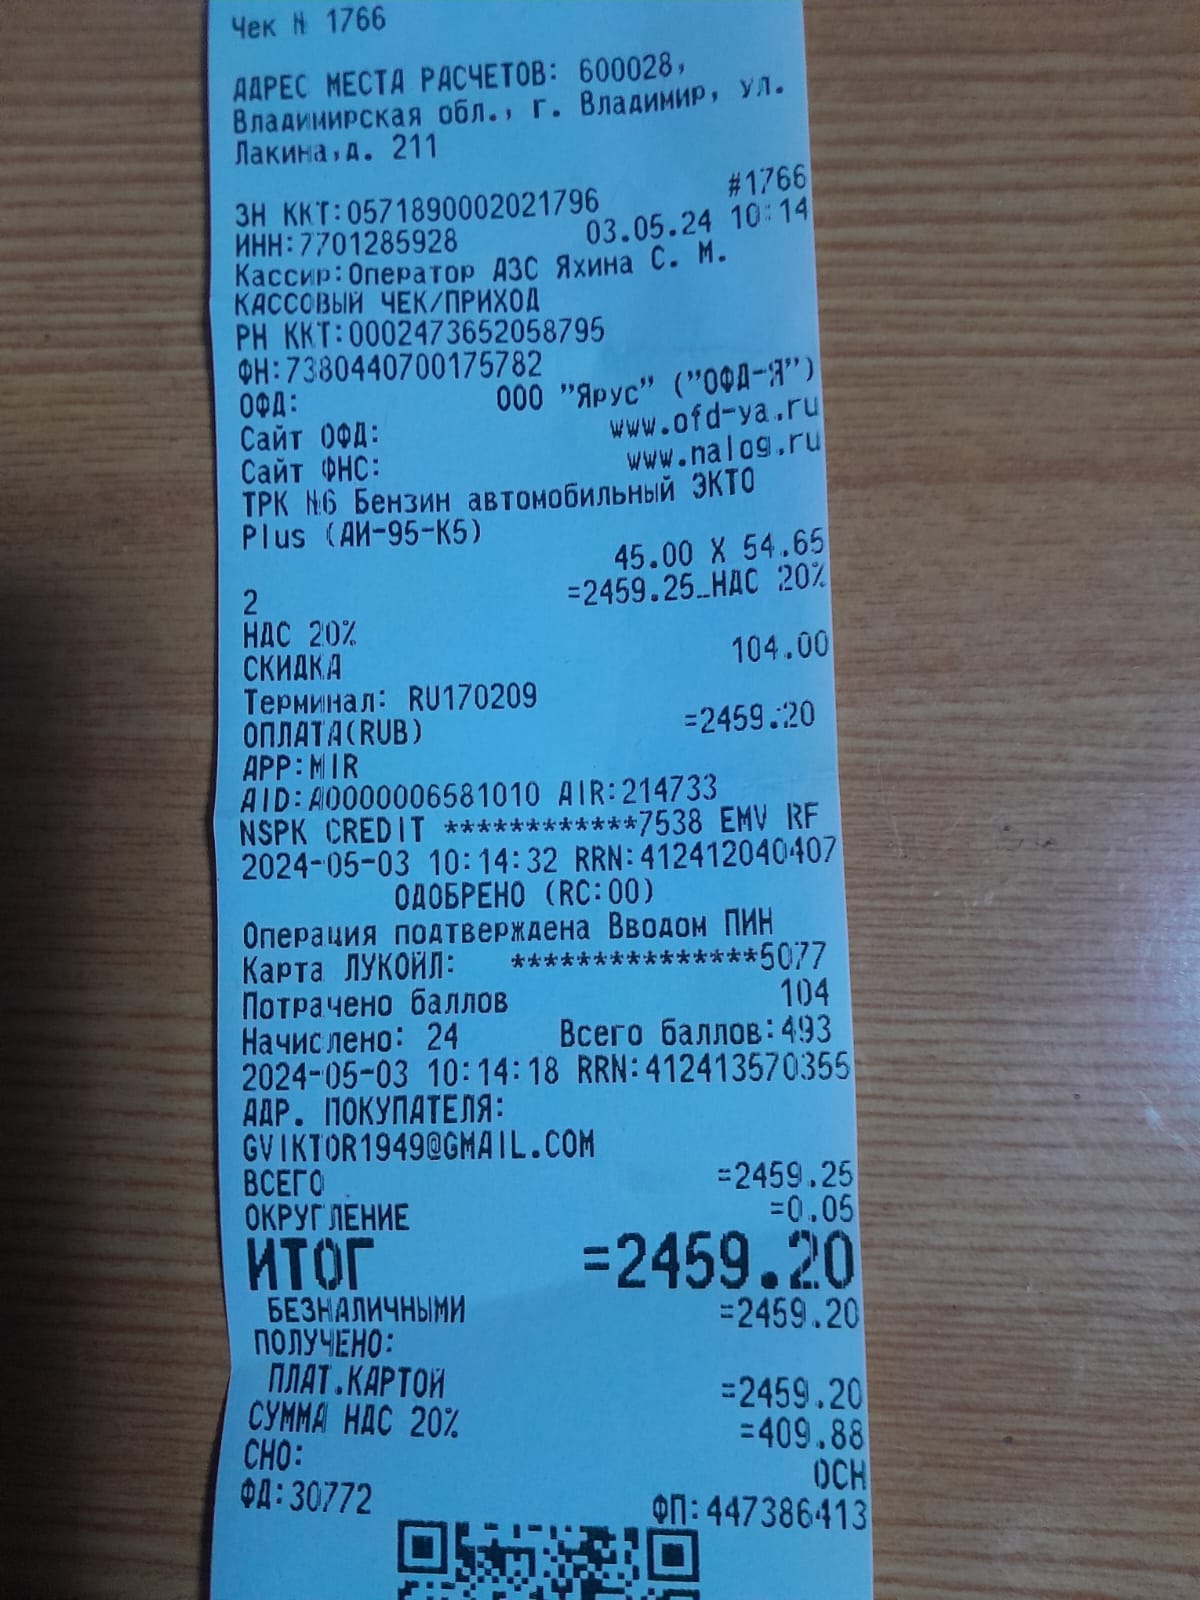 Чек № 1766
АДРЕС МЕСТА РАСЧЕТОВ: 600028,
Владимирская обл., г. Владимир, ул.
Лакина,д. 211
#1766
ЗН ККТ:0571890002021796
ИНН:7701285928 03.05.24 10:14
Кассир:Оператор АЗС Яхина С. М.
КАССОВЫЙ ЧЕК/ПРИХОД
РН ККТ:0002473652058795
ФН:7380440700175782
ОФД: ООО "Ярус" ("ОФД-Я")
Сайт ОФД: www.ofd-ya.ru
Сайт ФНС: www.nalog.ru
ТРК №6 Бензин автомобильный ЭКТО
Plus (АИ-95-К5)
45.00 X 54.65
2 =2459.25_НДС 20%
НДС 20%
СКИДКА 104.00
Терминал: RU170209
ОПЛАТА(RUB) =2459.20
APP:MIR
AID:A0000006581010 AIR:214733
NSPK CREDIT ************7538 EMV RF
2024-05-03 10:14:32 RRN:412412040407
ОДОБРЕНО (RC:00)
Операция подтверждена Вводом ПИН
Карта ЛУКОЙЛ: ***************5077
Потрачено баллов 104
Начислено: 24 Всего баллов:493
2024-05-03 10:14:18 RRN:412413570355
АДР. ПОКУПАТЕЛЯ:
GVIKTOR1949@GMAIL.COM
ВСЕГО =2459.25
ОКРУГЛЕНИЕ =0.05
ИТОГ =2459.20
БЕЗНАЛИЧНЫМИ =2459.20
ПОЛУЧЕНО:
ПЛАТ.КАРТОЙ =2459.20
СУММА НДС 20% =409.88
СНО: ОСН
ФД:30772 ФП:447386413